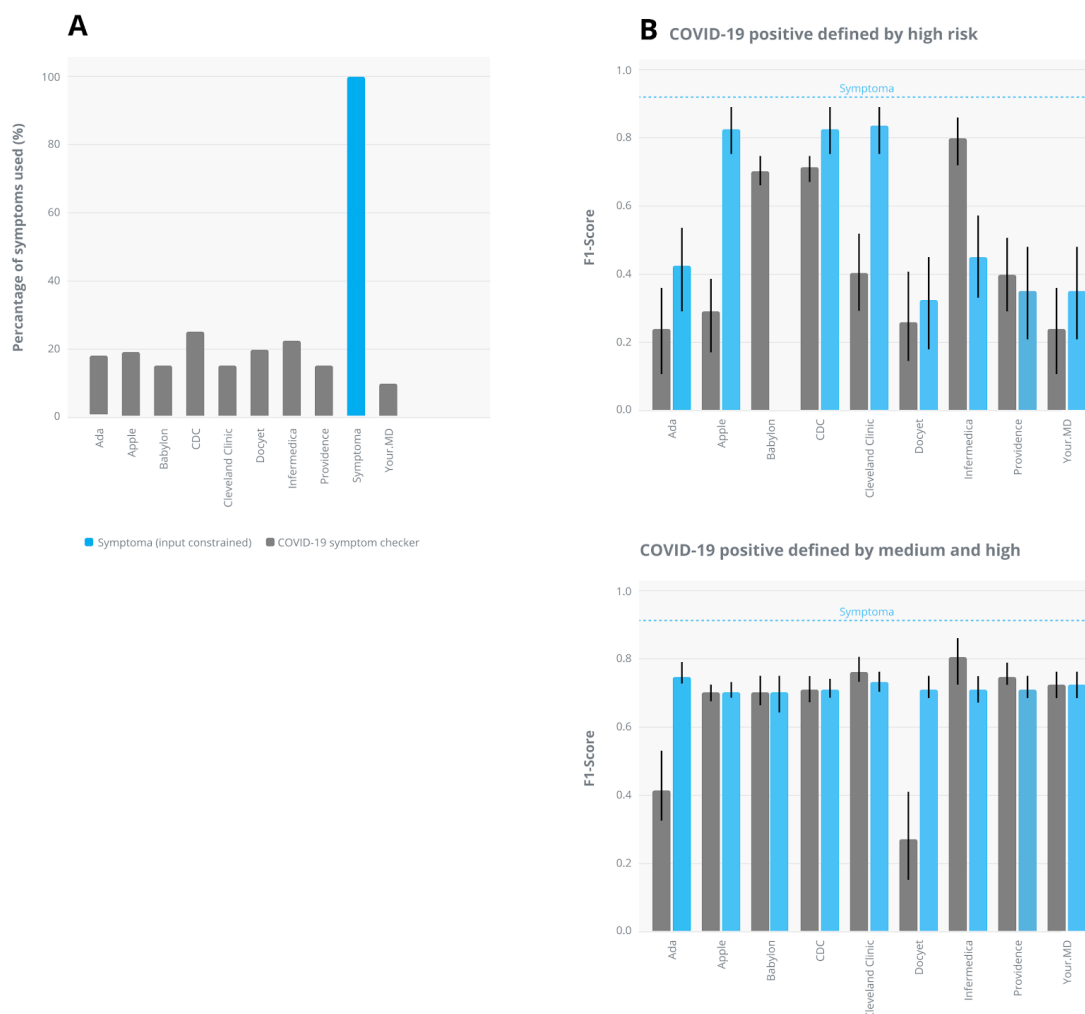 A
Percantage of symptoms used (%)
100
80
60
40
20
0
Ada
Apple
Babylon
CDC
Cleveland Clinic
Docyet
Infermedica
Providence
Symptoma
Your.MD
Symptoma (input constrained) COVID-19 symptom checker
B COVID-19 positive defined by high risk
F1-Score
1.0
0.8
0.6
0.4
0.2
0.0
Symptoma
Ada
Apple
Babylon
CDC
Cleveland Clinic
Docyet
Infermedica
Providence
Your.MD
COVID-19 positive defined by medium and high
F1-Score
1.0
0.8
0.6
0.4
0.2
0.0
Symptoma
Ada
Apple
Babylon
CDC
Cleveland Clinic
Docyet
Infermedica
Providence
Your.MD